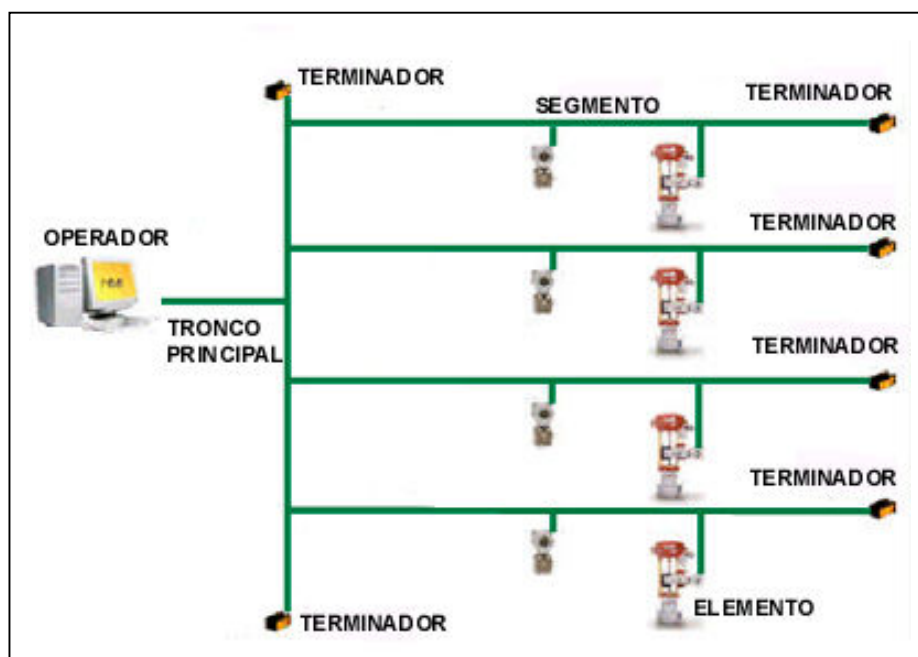 TERMINADOR
TERMINADOR
SEGMENTO
TERMINADOR
OPERADOR
TRONCO
PRINCIPAL
TERMINADOR
TERMINADOR
ELEMENTO
TERMINADOR